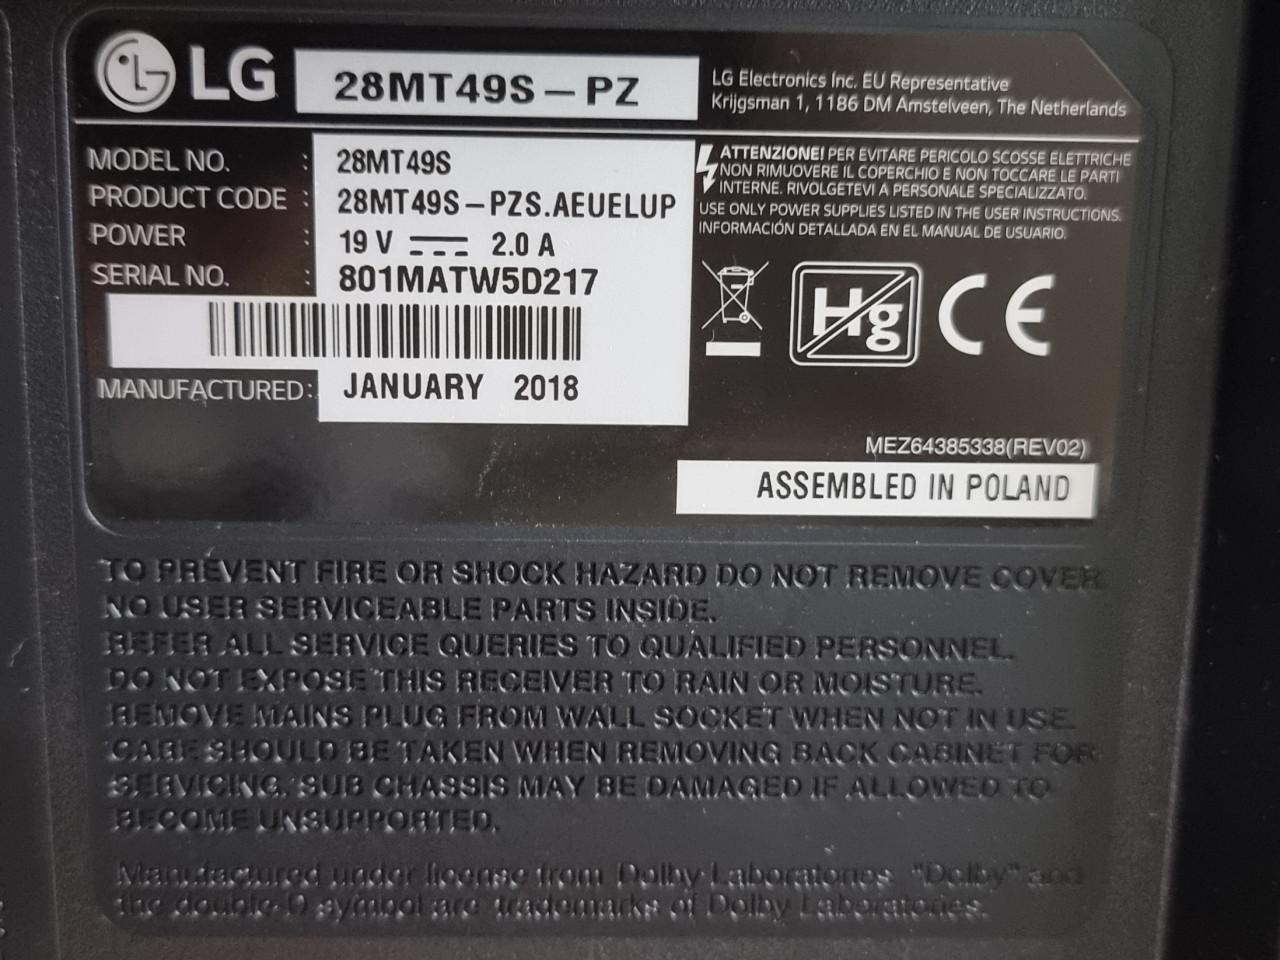 LG 28MT49S-PZ
LG Electronics Inc. EU Representative
Krijgsman 1, 1186 DM Amstelveen, The Netherlands
MODEL NO. : 28MT49S
PRODUCT CODE : 28MT49S-PZS.AEUELUP
POWER : 19 V 2.0 A
SERIAL NO. : 801MATW5D217
MANUFACTURED: JANUARY 2018
ATTENZIONE! PER EVITARE PERICOLO SCOSSE ELETTRICHE
NON RIMUOVERE IL COPERCHIO E NON TOCCARE LE PARTI
INTERNE. RIVOLGETEVI A PERSONALE SPECIALIZZATO.
USE ONLY POWER SUPPLIES LISTED IN THE USER INSTRUCTIONS.
INFORMACIÓN DETALLADA EN EL MANUAL DE USUARIO.
Hg CE
MEZ64385338(REV02)
ASSEMBLED IN POLAND
TO PREVENT FIRE OR SHOCK HAZARD DO NOT REMOVE COVER.
NO USER SERVICEABLE PARTS INSIDE.
REFER ALL SERVICE QUERIES TO QUALIFIED PERSONNEL.
DO NOT EXPOSE THIS RECEIVER TO RAIN OR MOISTURE.
REMOVE MAINS PLUG FROM WALL SOCKET WHEN NOT IN USE.
CARE SHOULD BE TAKEN WHEN REMOVING BACK CABINET FOR
SERVICING. SUB CHASSIS MAY BE DAMAGED IF ALLOWED TO
BECOME UNSUPPORTED.
Manufactured under license from Dolby Laboratories. "Dolby" and
the double-D symbol are trademarks of Dolby Laboratories.